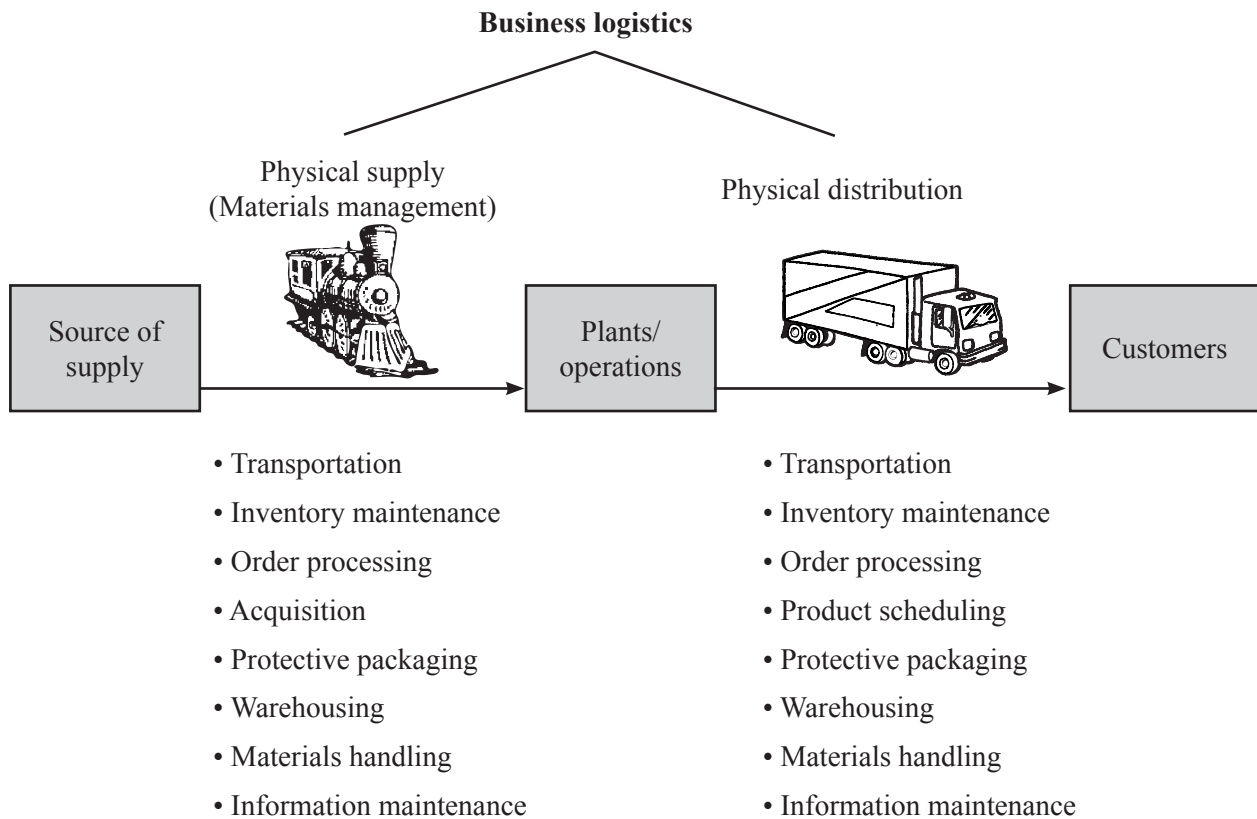 Business logistics
Physical supply
(Materials management)
Physical distribution
Source of
supply
Plants/
operations
Customers
• Transportation
• Inventory maintenance
• Order processing
• Acquisition
• Protective packaging
• Warehousing
• Materials handling
• Information maintenance
• Transportation
• Inventory maintenance
• Order processing
• Product scheduling
• Protective packaging
• Warehousing
• Materials handling
• Information maintenance